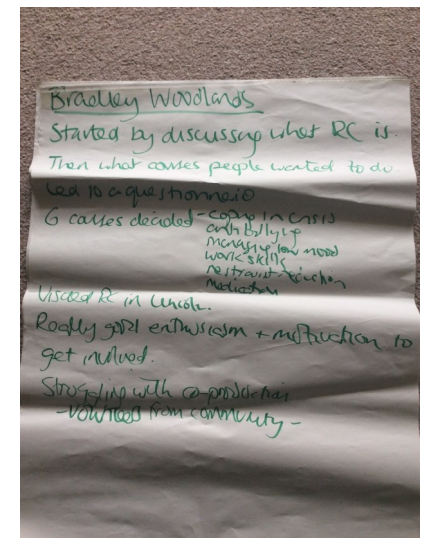 Bradley Woodlands
Started by discussing what RC is.
Then what courses people wanted to do
Led to a questionnaire
6 courses decided - coping in crisis
anti bullying
managing low mood
work skills
restraint reduction
medication
Visited RC in Lincoln.
Really good enthusiasm + motivation to
get involved.
Struggling with co-production
- volunteers from community -